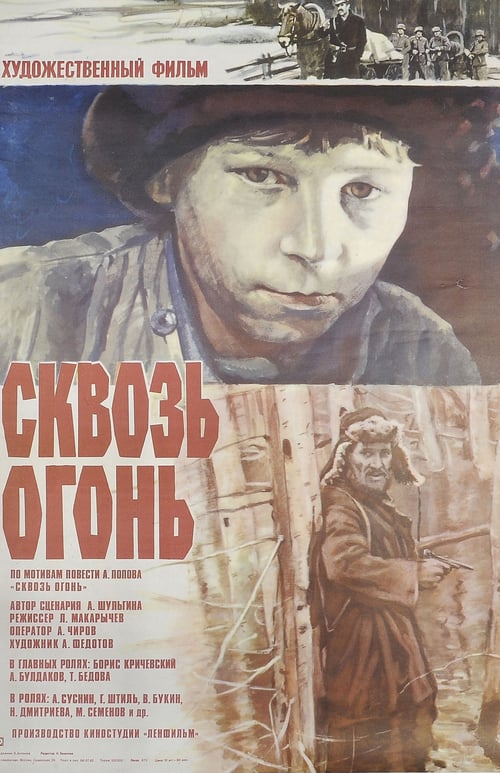 ХУДОЖЕСТВЕННЫЙ ФИЛЬМ
СКВОЗЬ
ОГОНЬ
ПО МОТИВАМ ПОВЕСТИ А. ПОПОВА
«СКВОЗЬ ОГОНЬ»
АВТОР СЦЕНАРИЯ А. ШУЛЬГИНА
РЕЖИССЕР Л. МАКАРЫЧЕВ
ОПЕРАТОР А. ЧИРОВ
ХУДОЖНИК А. ФЕДОТОВ
В ГЛАВНЫХ РОЛЯХ: БОРИС КРИЧЕВСКИЙ
А. БУЛДАКОВ, Т. БЕДОВА
В РОЛЯХ: А. СУСНИН, Г. ШТИЛЬ, В. БУКИН,
Н. ДМИТРИЕВА, М. СЕМЕНОВ и др.
ПРОИЗВОДСТВО КИНОСТУДИИ «ЛЕНФИЛЬМ»